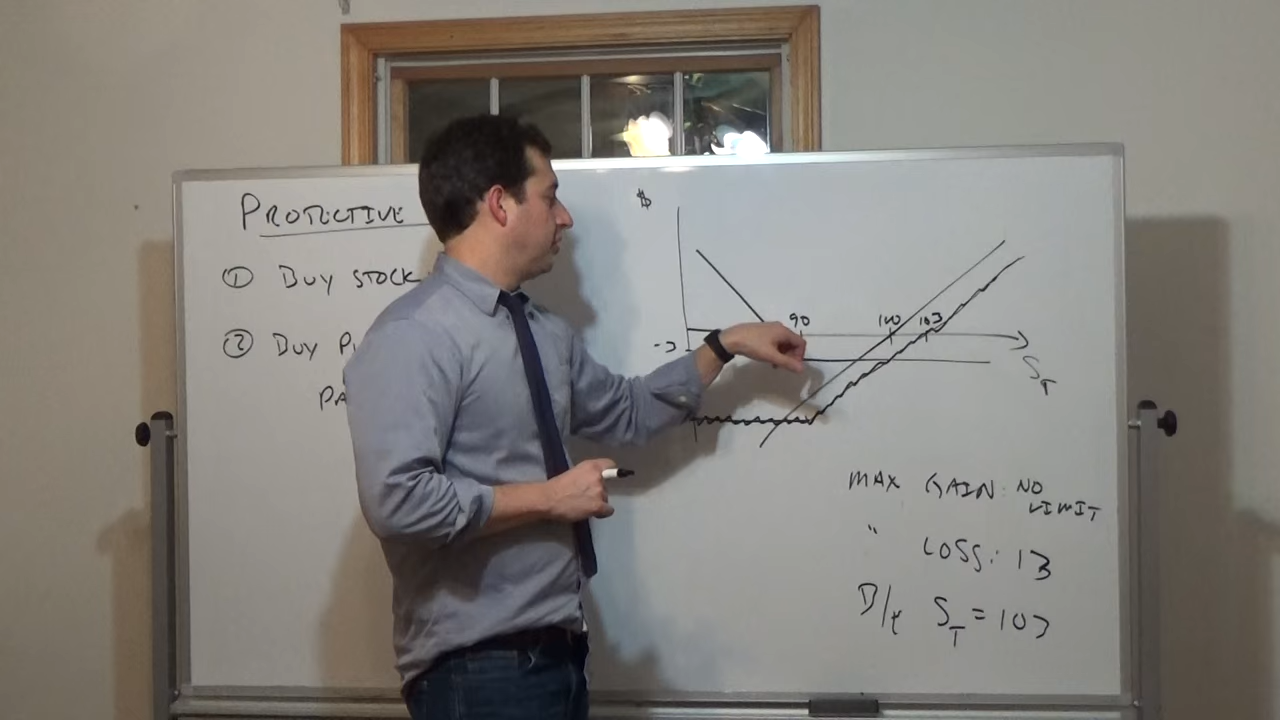 PROTECTIVE
① BUY STOCK
② BUY PU
PA
$
90 100 103
-3
S_T
MAX GAIN: NO
LIMIT
" LOSS: 13
B/E S_T = 103